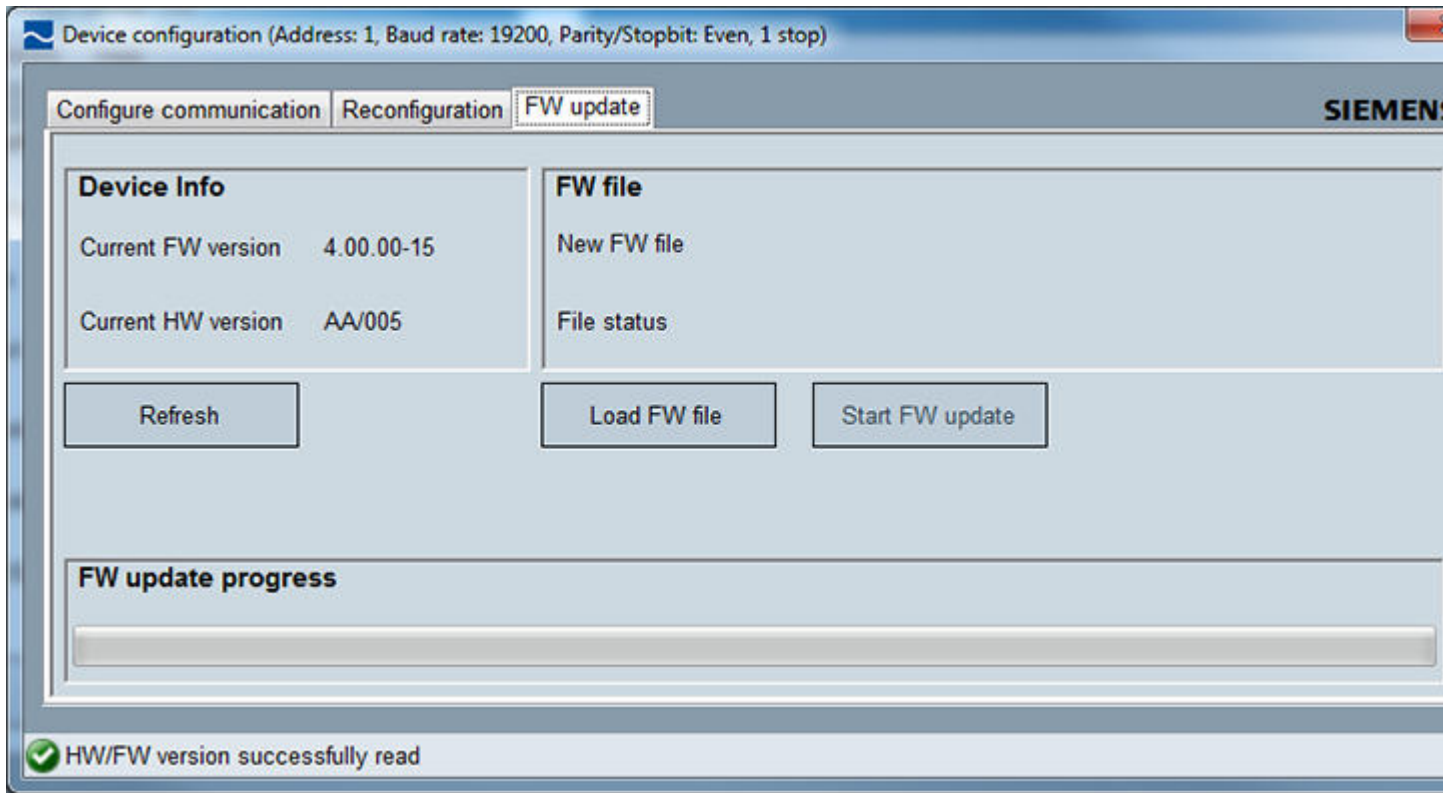 Device configuration (Address: 1, Baud rate: 19200, Parity/Stopbit: Even, 1 stop)
Configure communication Reconfiguration FW update
SIEMENS
Device Info
Current FW version 4.00.00-15
Current HW version AA/005
FW file
New FW file
File status
Refresh
Load FW file
Start FW update
FW update progress
HW/FW version successfully read